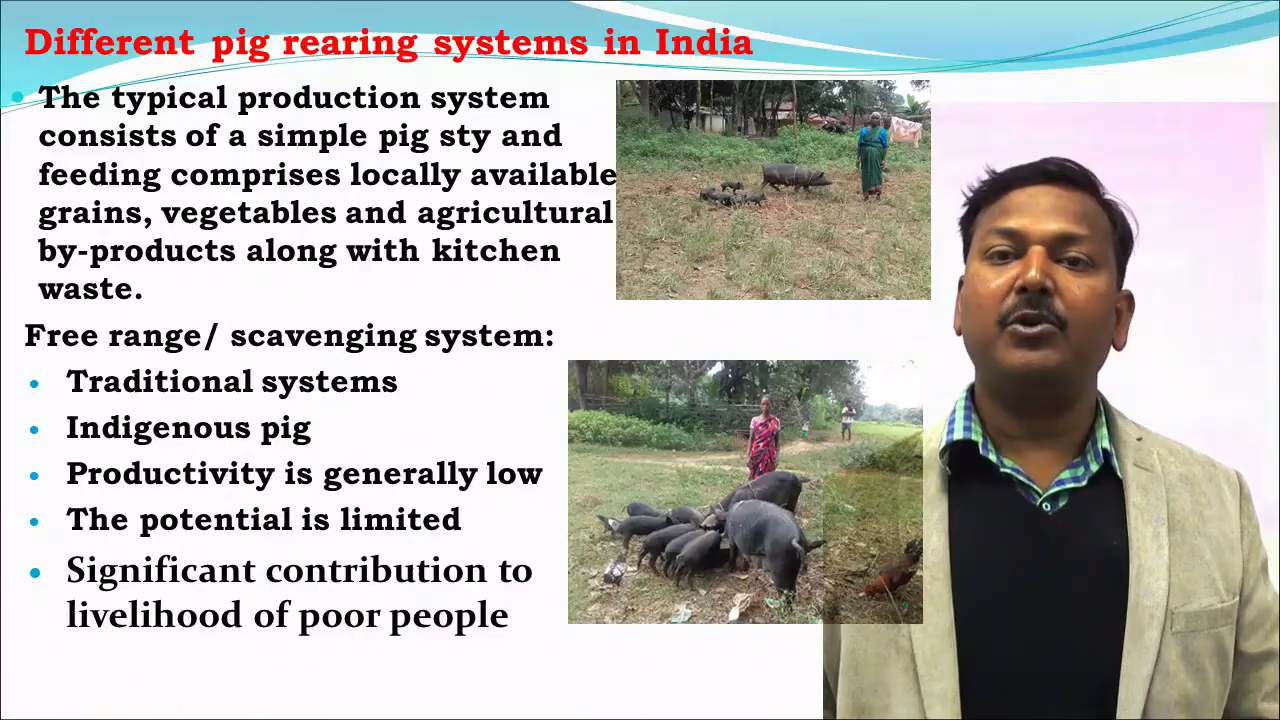 Different pig rearing systems in India
The typical production system
consists of a simple pig sty and
feeding comprises locally available
grains, vegetables and agricultural
by-products along with kitchen
waste.
Free range/ scavenging system:
Traditional systems
Indigenous pig
Productivity is generally low
The potential is limited
Significant contribution to
livelihood of poor people